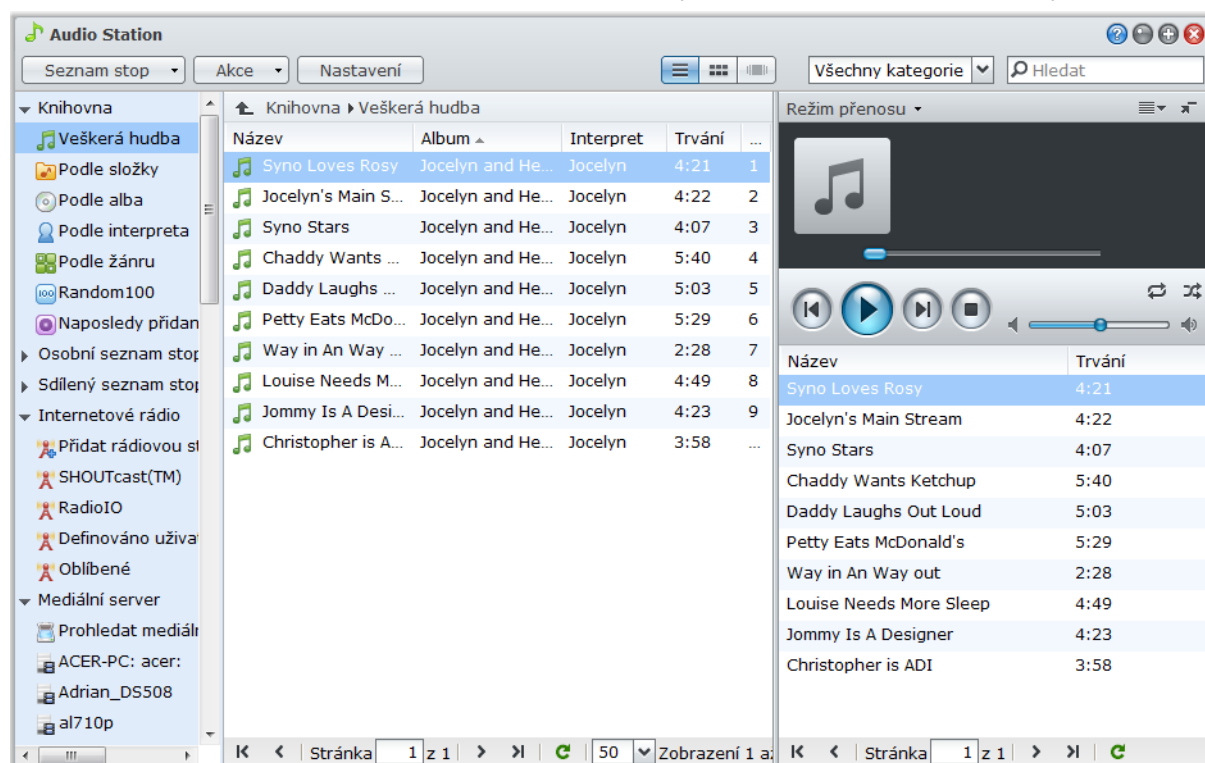 Audio Station
Seznam stop Akce Nastavení Všechny kategorie Hledat
Knihovna
Veškerá hudba
Podle složky
Podle alba
Podle interpreta
Podle žánru
Random100
Naposledy přidan
Osobní seznam stop
Sdílený seznam stop
Internetové rádio
Přidat rádiovou st
SHOUTcast(TM)
RadioIO
Definováno uživat
Oblíbené
Mediální server
Prohledat mediáln
ACER-PC: acer:
Adrian_DS508
al710p
Knihovna Veškerá hudba
Název Album Interpret Trvání ...
Syno Loves Rosy Jocelyn and He... Jocelyn 4:21 1
Jocelyn's Main S... Jocelyn and He... Jocelyn 4:22 2
Syno Stars Jocelyn and He... Jocelyn 4:07 3
Chaddy Wants ... Jocelyn and He... Jocelyn 5:40 4
Daddy Laughs ... Jocelyn and He... Jocelyn 5:03 5
Petty Eats McDo... Jocelyn and He... Jocelyn 5:29 6
Way in An Way ... Jocelyn and He... Jocelyn 2:28 7
Louise Needs M... Jocelyn and He... Jocelyn 4:49 8
Jommy Is A Desi... Jocelyn and He... Jocelyn 4:23 9
Christopher is A... Jocelyn and He... Jocelyn 3:58 ...
Stránka 1 z 1 50 Zobrazení 1 až
Režim přenosu
Název Trvání
Syno Loves Rosy 4:21
Jocelyn's Main Stream 4:22
Syno Stars 4:07
Chaddy Wants Ketchup 5:40
Daddy Laughs Out Loud 5:03
Petty Eats McDonald's 5:29
Way in An Way out 2:28
Louise Needs More Sleep 4:49
Jommy Is A Designer 4:23
Christopher is ADI 3:58
Stránka 1 z 1